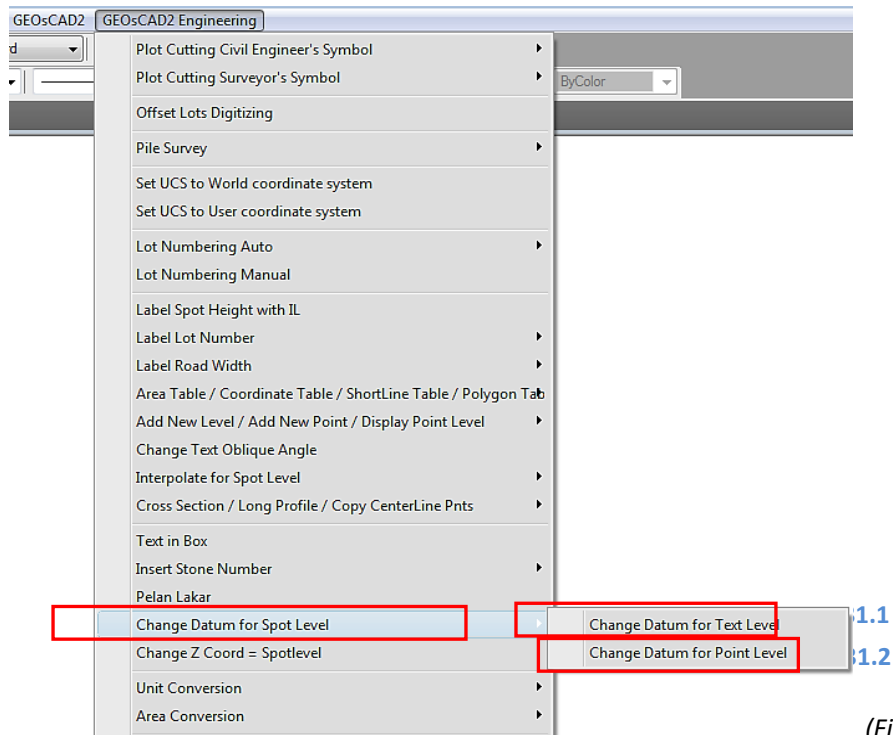 GEOsCAD2 GEOsCAD2 Engineering
Plot Cutting Civil Engineer's Symbol
Plot Cutting Surveyor's Symbol
ByColor
Offset Lots Digitizing
Pile Survey
Set UCS to World coordinate system
Set UCS to User coordinate system
Lot Numbering Auto
Lot Numbering Manual
Label Spot Height with IL
Label Lot Number
Label Road Width
Area Table / Coordinate Table / ShortLine Table / Polygon Tab
Add New Level / Add New Point / Display Point Level
Change Text Oblique Angle
Interpolate for Spot Level
Cross Section / Long Profile / Copy CenterLine Pnts
Text in Box
Insert Stone Number
Pelan Lakar
Change Datum for Spot Level
Change Datum for Text Level
1.1
Change Z Coord = Spotlevel
Change Datum for Point Level
31.2
Unit Conversion
Area Conversion